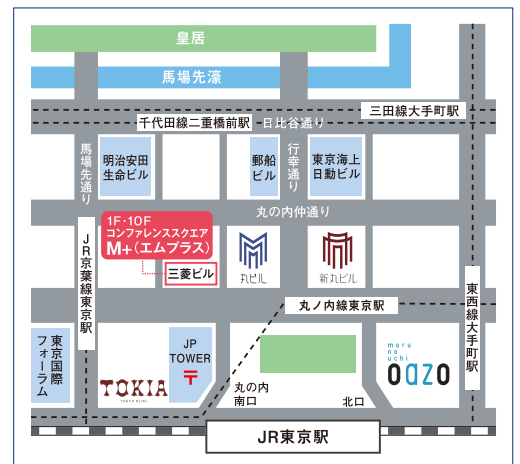 皇居
馬場先濠
三田線大手町駅
千代田線二重橋前駅
日比谷通り
馬場先通り
明治安田
生命ビル
郵船
ビル
行幸通り
東京海上
日動ビル
丸の内仲通り
1F・10F
コンファレンススクエア
M+(エムプラス)
三菱ビル
丸ビル
新丸ビル
JR京葉線東京駅
丸ノ内線東京駅
東西線大手町駅
東京国際
フォーラム
TOKIA
JP
TOWER
〒
丸の内
南口
北口
maru
no
uchi
oazo
JR東京駅